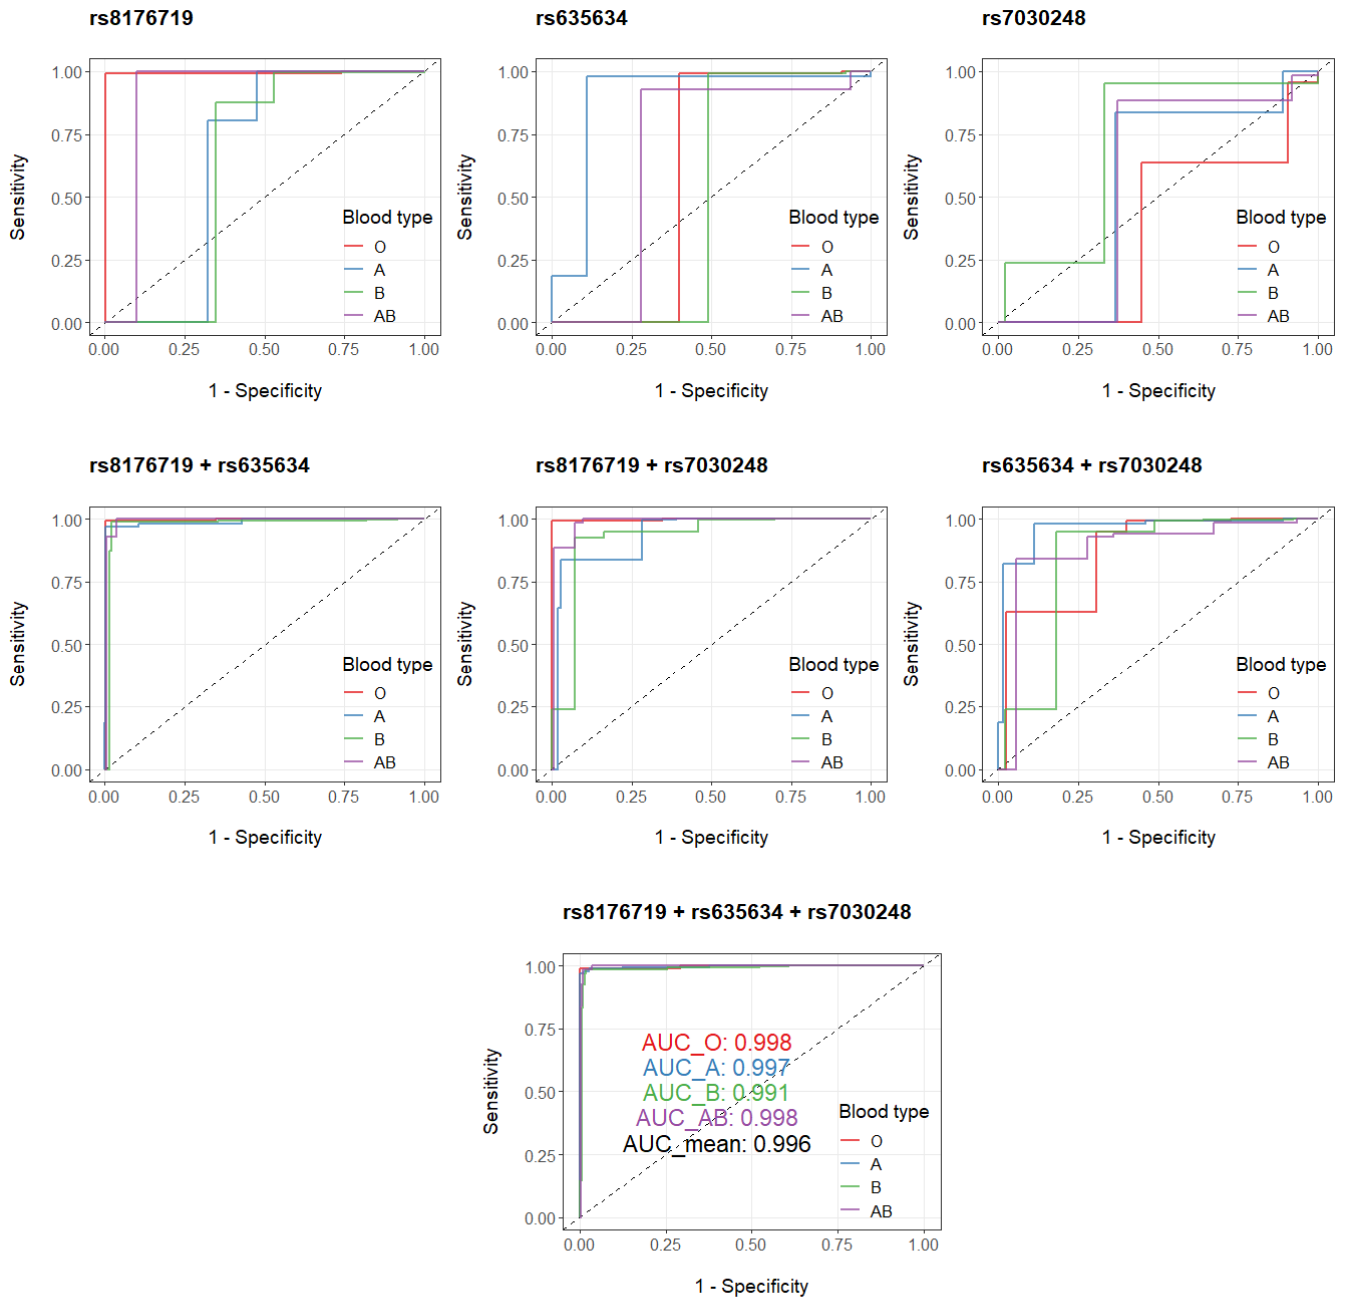 rs8176719
rs635634
rs7030248
1.00
0.75
0.50
0.25
0.00
Sensitivity
0.00 0.25 0.50 0.75 1.00
1 - Specificity
Blood type
O
A
B
AB
1.00
0.75
0.50
0.25
0.00
Sensitivity
0.00 0.25 0.50 0.75 1.00
1 - Specificity
Blood type
O
A
B
AB
1.00
0.75
0.50
0.25
0.00
Sensitivity
0.00 0.25 0.50 0.75 1.00
1 - Specificity
Blood type
O
A
B
AB
rs8176719 + rs635634
rs8176719 + rs7030248
rs635634 + rs7030248
1.00
0.75
0.50
0.25
0.00
Sensitivity
0.00 0.25 0.50 0.75 1.00
1 - Specificity
Blood type
O
A
B
AB
1.00
0.75
0.50
0.25
0.00
Sensitivity
0.00 0.25 0.50 0.75 1.00
1 - Specificity
Blood type
O
A
B
AB
1.00
0.75
0.50
0.25
0.00
Sensitivity
0.00 0.25 0.50 0.75 1.00
1 - Specificity
Blood type
O
A
B
AB
rs8176719 + rs635634 + rs7030248
1.00
0.75
0.50
0.25
0.00
Sensitivity
AUC_O: 0.998
AUC_A: 0.997
AUC_B: 0.991
AUC_AB: 0.998
AUC_mean: 0.996
Blood type
O
A
B
AB
0.00 0.25 0.50 0.75 1.00
1 - Specificity